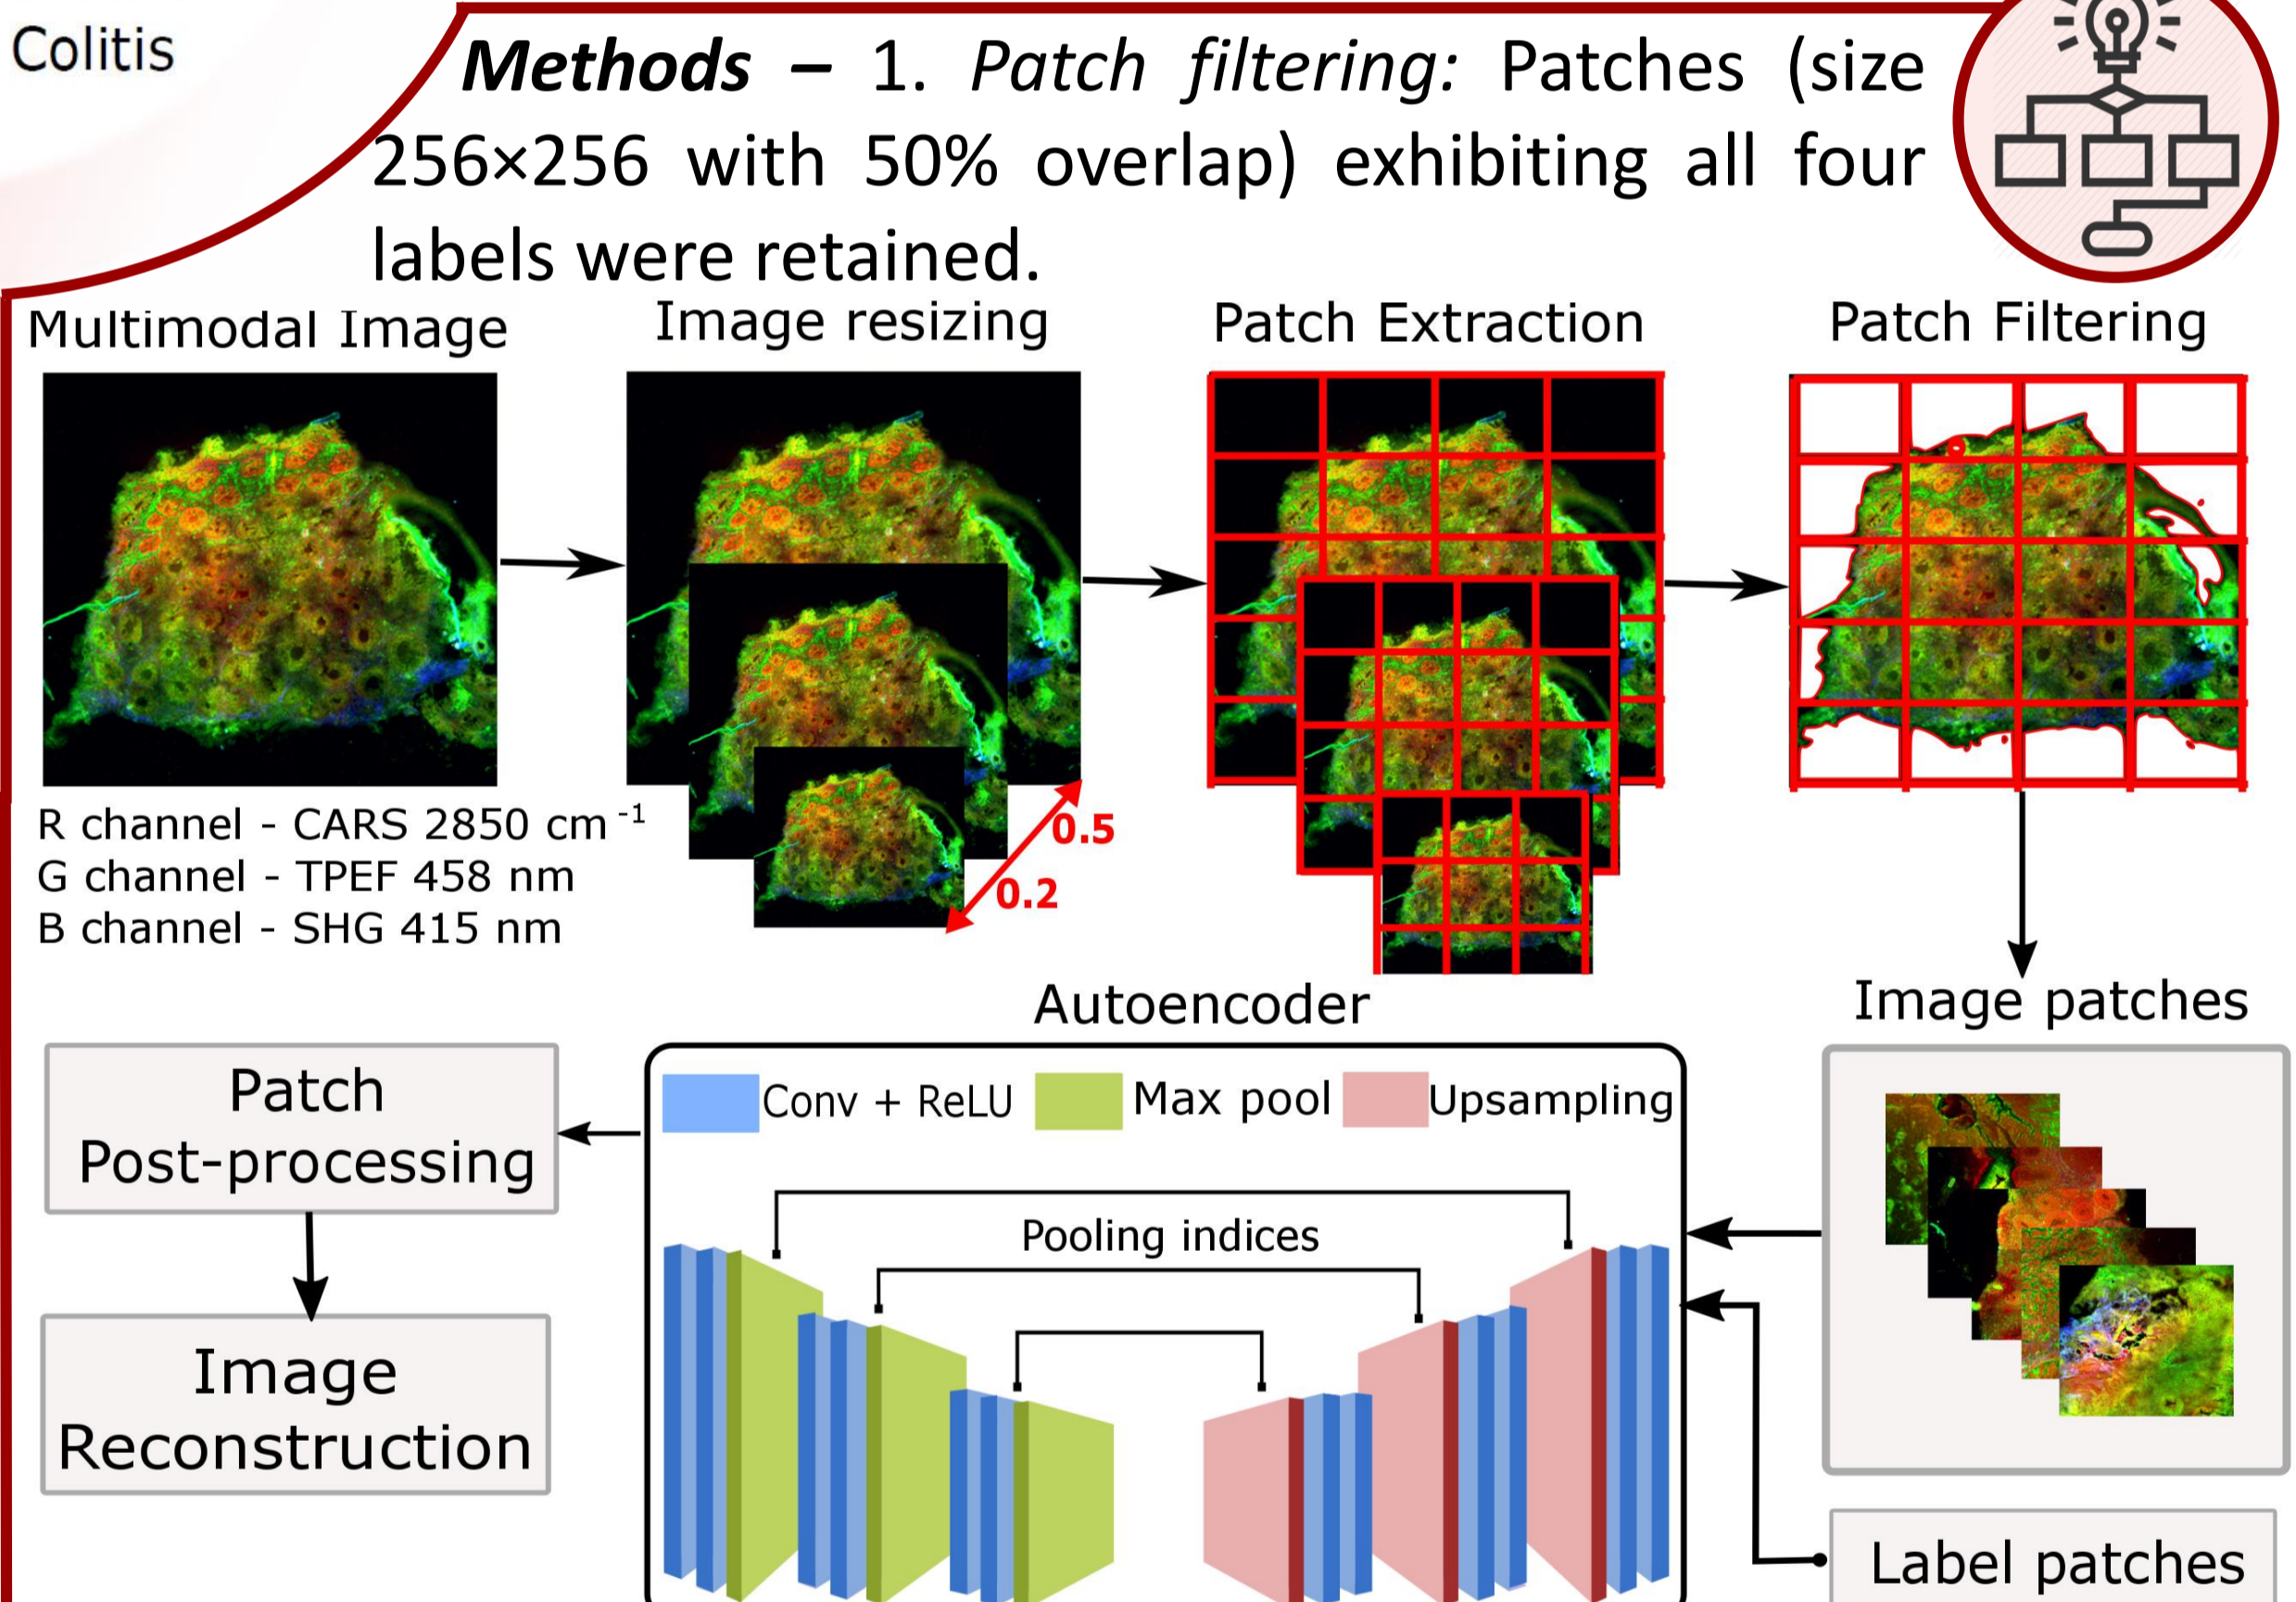 Colitis
Methods – 1. Patch filtering: Patches (size
256×256 with 50% overlap) exhibiting all four
labels were retained.
Multimodal Image
Image resizing
Patch Extraction
Patch Filtering
R channel - CARS 2850 cm -1
G channel - TPEF 458 nm
B channel - SHG 415 nm
0.5
0.2
Autoencoder
Image patches
Conv + ReLU
Max pool
Upsampling
Pooling indices
Patch
Post-processing
Image
Reconstruction
Label patches